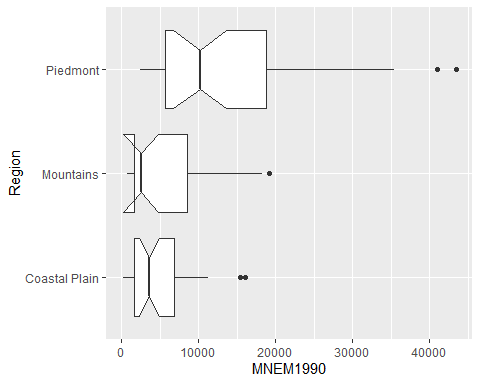 Piedmont
Mountains
Coastal Plain
Region
0 10000 20000 30000 40000
MNEM1990